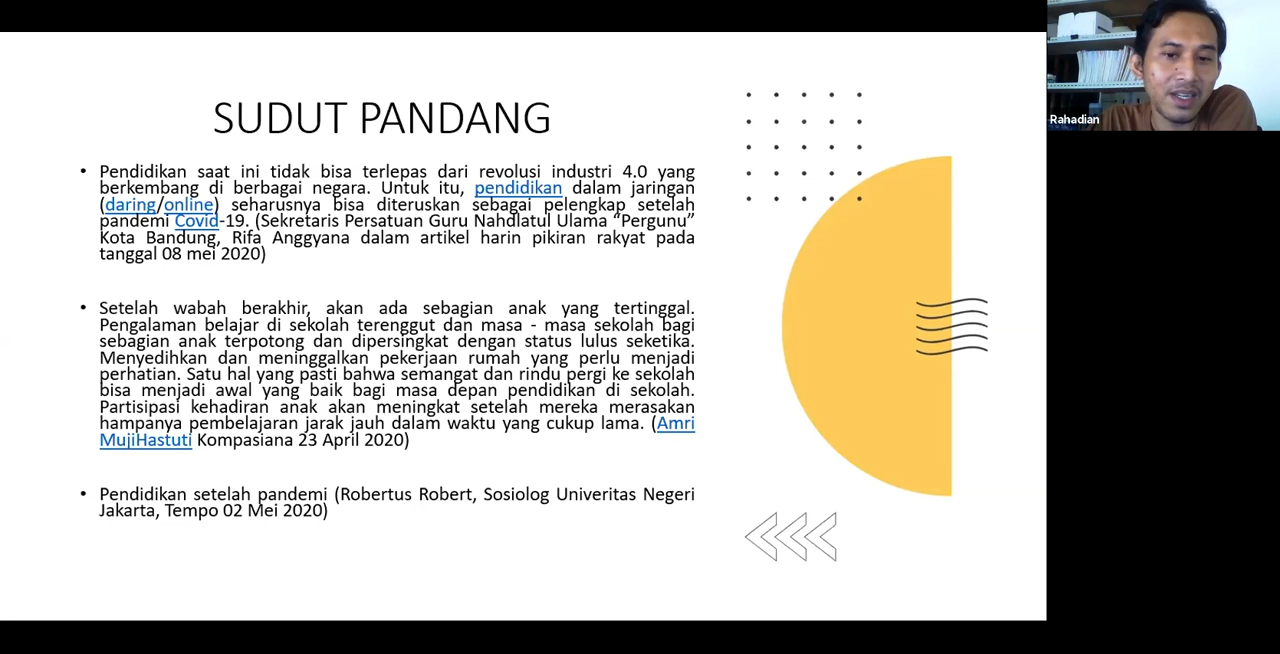 SUDUT PANDANG
• Pendidikan saat ini tidak bisa terlepas dari revolusi industri 4.0 yang
berkembang di berbagai negara. Untuk itu, pendidikan dalam jaringan
(daring/online) seharusnya bisa diteruskan sebagai pelengkap setelah
pandemi Covid-19. (Sekretaris Persatuan Guru Nahdlatul Ulama “Pergunu”
Kota Bandung, Rifa Anggyana dalam artikel harin pikiran rakyat pada
tanggal 08 mei 2020)
• Setelah wabah berakhir, akan ada sebagian anak yang tertinggal.
Pengalaman belajar di sekolah terenggut dan masa - masa sekolah bagi
sebagian anak terpotong dan dipersingkat dengan status lulus seketika.
Menyedihkan dan meninggalkan pekerjaan rumah yang perlu menjadi
perhatian. Satu hal yang pasti bahwa semangat dan rindu pergi ke sekolah
bisa menjadi awal yang baik bagi masa depan pendidikan di sekolah.
Partisipasi kehadiran anak akan meningkat setelah mereka merasakan
hampanya pembelajaran jarak jauh dalam waktu yang cukup lama. (Amri
MujiHastuti Kompasiana 23 April 2020)
• Pendidikan setelah pandemi (Robertus Robert, Sosiolog Univeritas Negeri
Jakarta, Tempo 02 Mei 2020)
Rahadian